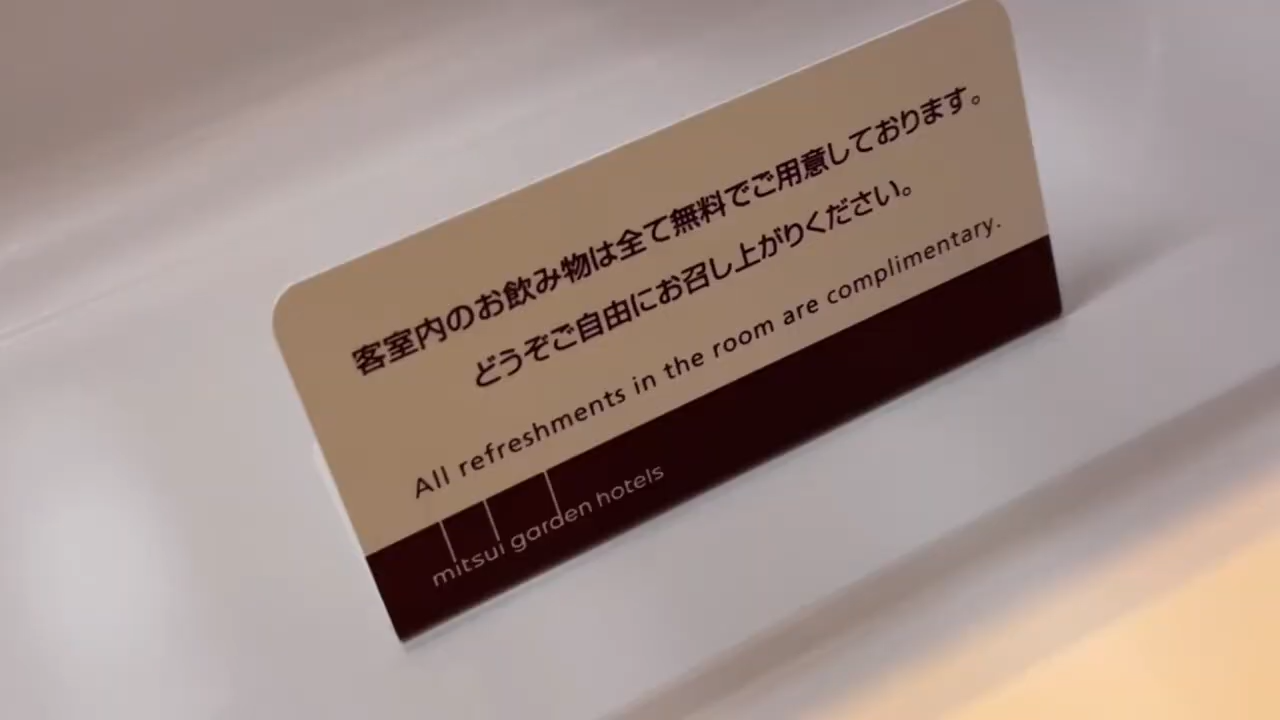 客室内のお飲み物は全て無料でご用意しております。
どうぞご自由にお召し上がりください。
All refreshments in the room are complimentary.
mitsui garden hotels